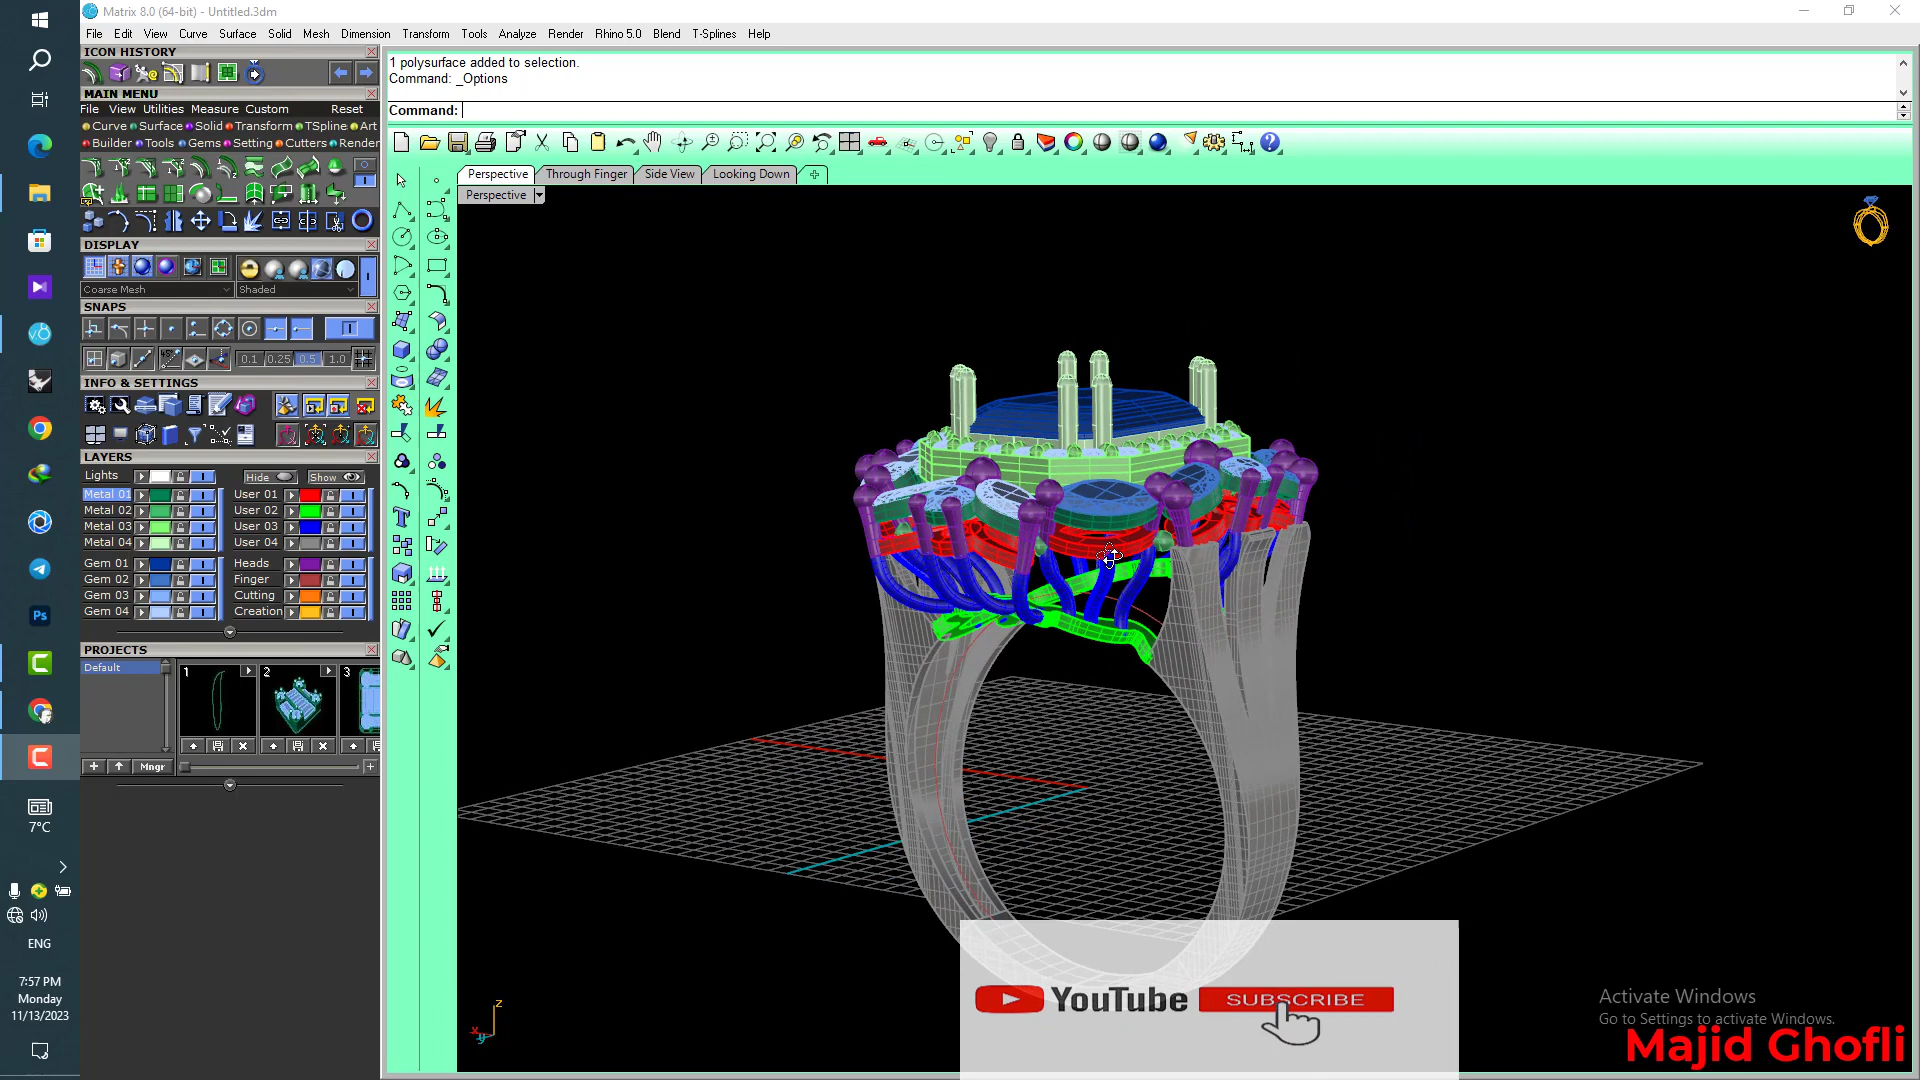 Matrix 8.0 (64-bit) - Untitled.3dm
File Edit View Curve Surface Solid Mesh Dimension Transform Tools Analyze Render Rhino 5.0 Blend T-Splines Help
ICON HISTORY
1 polysurface added to selection.
Command: _Options
Command:
MAIN MENU
File View Utilities Measure Custom Reset
Curve Surface Solid Transform TSpline Art
Builder Tools Gems Setting Cutters Render
Perspective Through Finger Side View Looking Down
Perspective
DISPLAY
Coarse Mesh Shaded
SNAPS
0.1 0.25 0.5 1.0
INFO & SETTINGS
LAYERS
Lights Hide Show
Metal 01 User 01
Metal 02 User 02
Metal 03 User 03
Metal 04 User 04
Gem 01 Heads
Gem 02 Finger
Gem 03 Cutting
Gem 04 Creation
PROJECTS
Default
1 2 3
Mngr
7°C
ENG
7:57 PM
Monday
11/13/2023
z
x
y
YouTube SUBSCRIBE
Activate Windows
Go to Settings to activate Windows.
Majid Ghofli
Ps